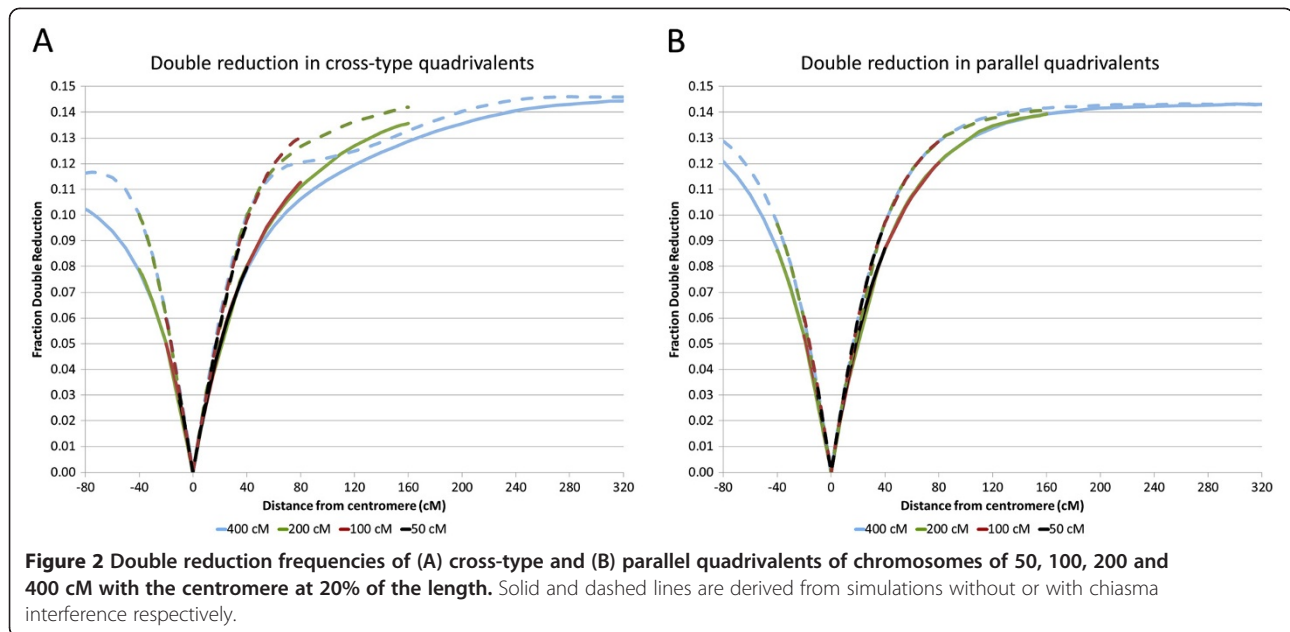 A
Double reduction in cross-type quadrivalents
Fraction Double Reduction
0.15
0.14
0.13
0.12
0.11
0.10
0.09
0.08
0.07
0.06
0.05
0.04
0.03
0.02
0.01
0.00
-80 -40 0 40 80 120 160 200 240 280 320
Distance from centromere (cM)
400 cM 200 cM 100 cM 50 cM
B
Double reduction in parallel quadrivalents
Fraction Double Reduction
0.15
0.14
0.13
0.12
0.11
0.10
0.09
0.08
0.07
0.06
0.05
0.04
0.03
0.02
0.01
0.00
-80 -40 0 40 80 120 160 200 240 280 320
Distance from centromere (cM)
400 cM 200 cM 100 cM 50 cM
Figure 2 Double reduction frequencies of (A) cross-type and (B) parallel quadrivalents of chromosomes of 50, 100, 200 and
400 cM with the centromere at 20% of the length. Solid and dashed lines are derived from simulations without or with chiasma
interference respectively.